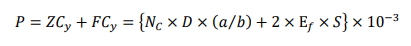 P = ZC_y + FC_y = {N_C × D × (a/b) + 2 × E_f × S} × 10^{-3}